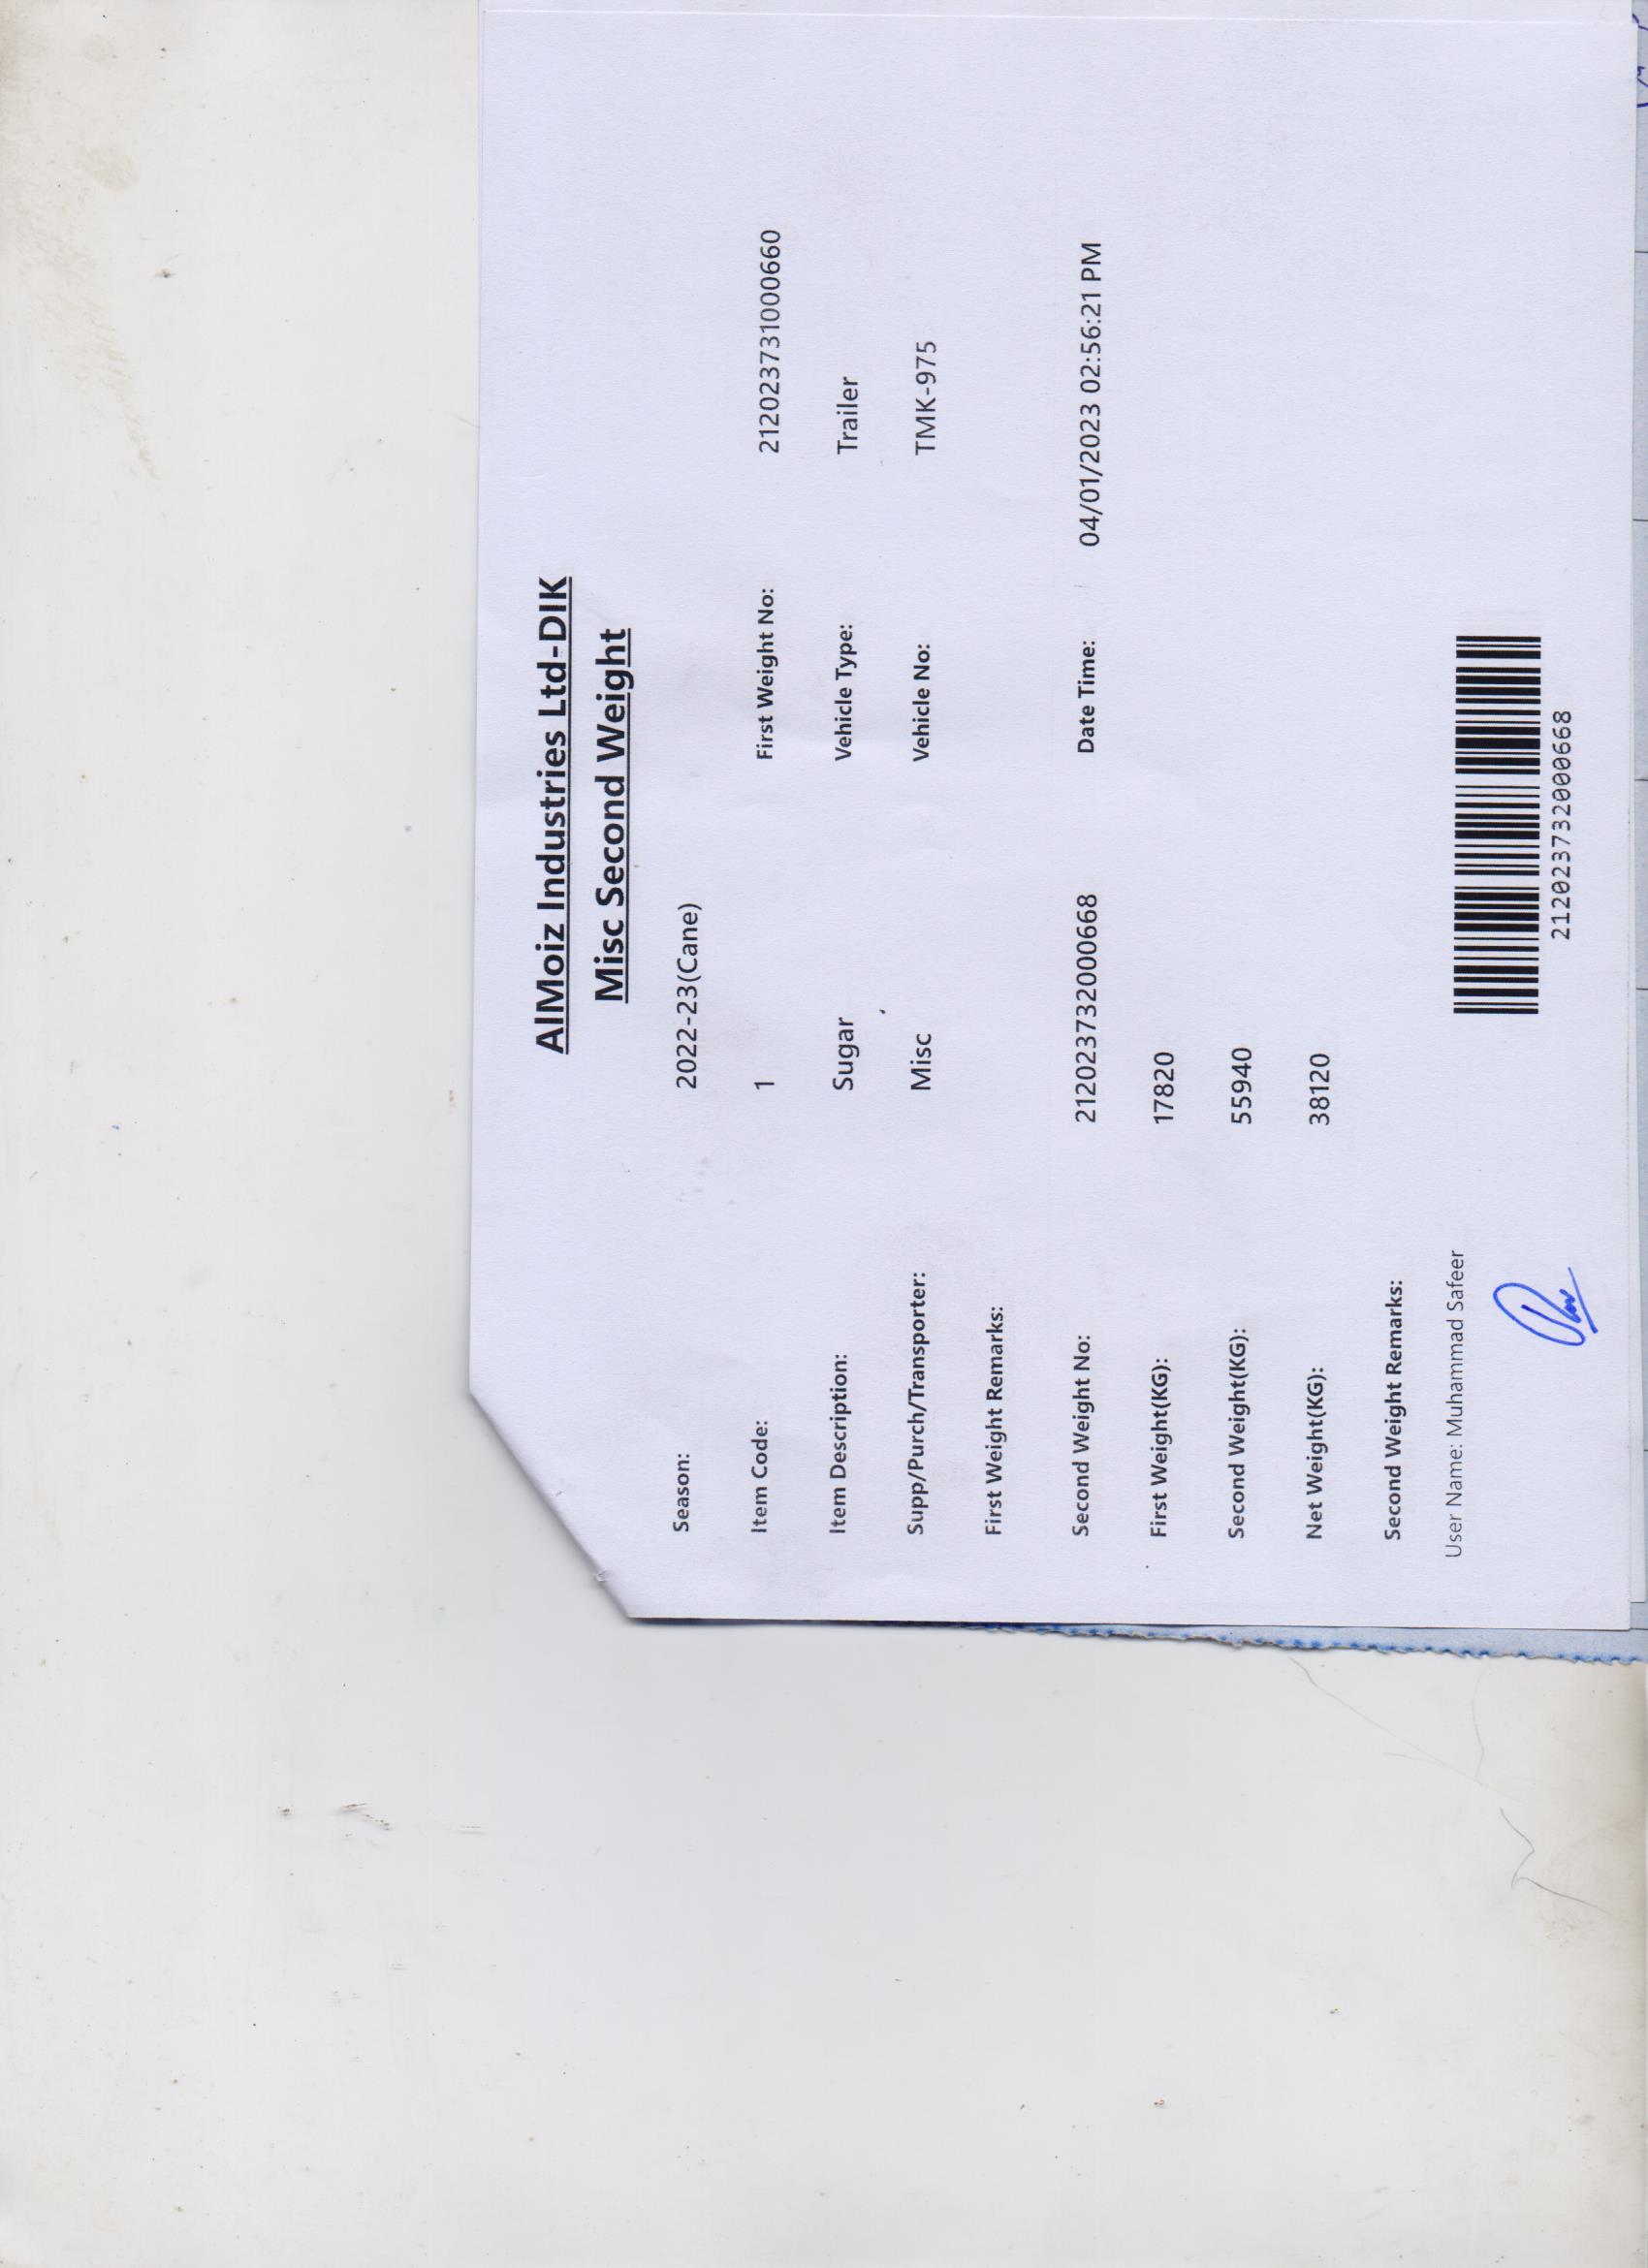 AlMoiz Industries Ltd-DIK
Misc Second Weight
Season: 2022-23(Cane)
Item Code: 1 First Weight No: 212023731000660
Item Description: Sugar Vehicle Type: Trailer
Supp/Purch/Transporter: Misc Vehicle No: TMK-975
First Weight Remarks:
Second Weight No: 212023732000668 Date Time: 04/01/2023 02:56:21 PM
First Weight(KG): 17820
Second Weight(KG): 55940
Net Weight(KG): 38120
Second Weight Remarks:
User Name: Muhammad Safeer
212023732000668